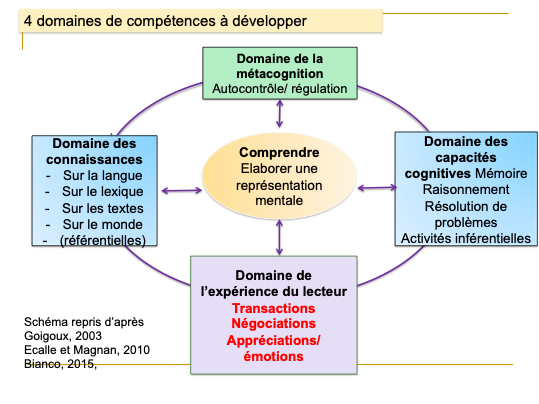 4 domaines de compétences à développer
Domaine de la
métacognition
Autocontrôle/ régulation
Domaine des
connaissances
- Sur la langue
- Sur le lexique
- Sur les textes
- Sur le monde
- (référentielles)
Comprendre
Elaborer une
représentation
mentale
Domaine des
capacités
cognitives Mémoire
Raisonnement
Résolution de
problèmes
Activités inférentielles
Domaine de
l’expérience du lecteur
Transactions
Négociations
Appréciations/
émotions
Schéma repris d’après
Goigoux, 2003
Ecalle et Magnan, 2010
Bianco, 2015,